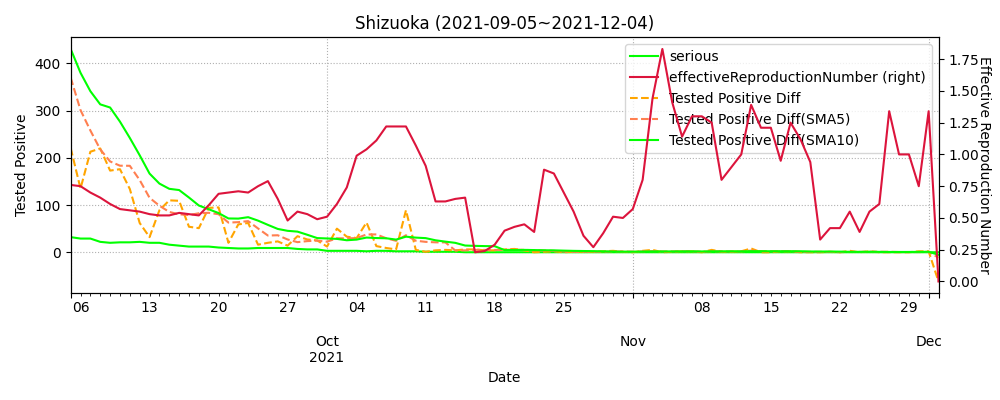 Shizuoka (2021-09-05~2021-12-04)
serious
effectiveReproductionNumber (right)
Tested Positive Diff
Tested Positive Diff(SMA5)
Tested Positive Diff(SMA10)
Tested Positive
400
300
200
100
0
Effective Reproduction Number
1.75
1.50
1.25
1.00
0.75
0.50
0.25
0.00
06 13 20 27 04 11 18 25 08 15 22 29
Oct Nov Dec
2021
Date